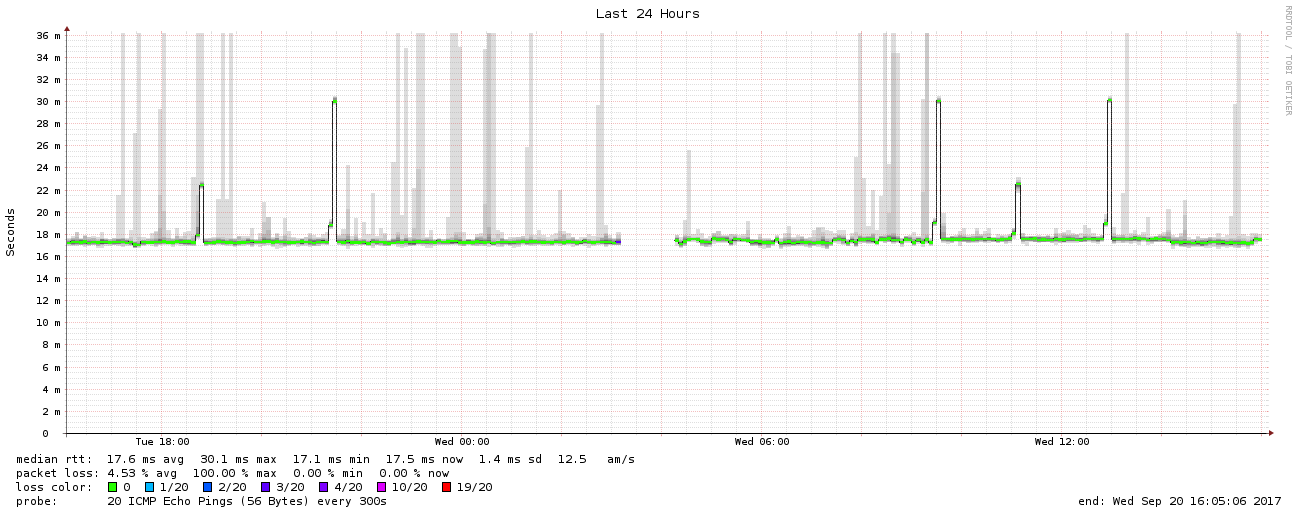 Last 24 Hours
RRDTOOL / TOBI OETIKER
Seconds
36 m
34 m
32 m
30 m
28 m
26 m
24 m
22 m
20 m
18 m
16 m
14 m
12 m
10 m
8 m
6 m
4 m
2 m
0
Tue 18:00 Wed 00:00 Wed 06:00 Wed 12:00
median rtt: 17.6 ms avg 30.1 ms max 17.1 ms min 17.5 ms now 1.4 ms sd 12.5 am/s
packet loss: 4.53 % avg 100.00 % max 0.00 % min 0.00 % now
loss color: 0 1/20 2/20 3/20 4/20 10/20 19/20
probe: 20 ICMP Echo Pings (56 Bytes) every 300s end: Wed Sep 20 16:05:06 2017